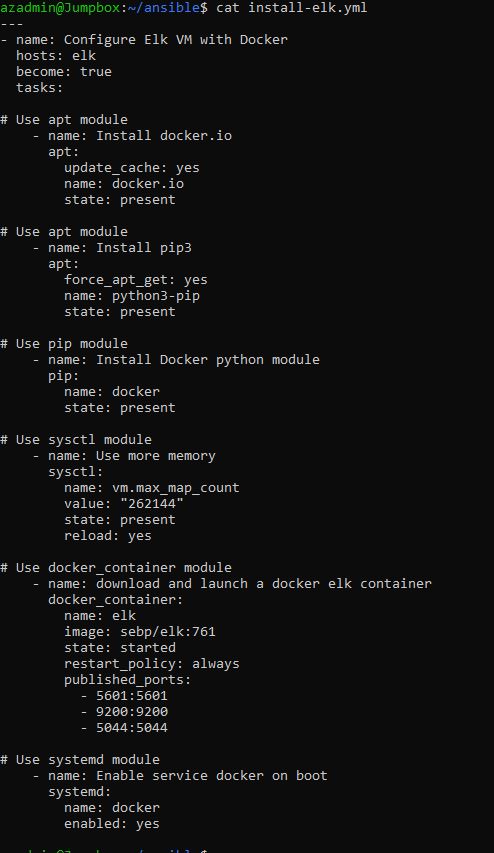 azadmin@Jumpbox:~/ansible$ cat install-elk.yml
---
- name: Configure Elk VM with Docker
  hosts: elk
  become: true
  tasks:

# Use apt module
    - name: Install docker.io
      apt:
        update_cache: yes
        name: docker.io
        state: present

# Use apt module
    - name: Install pip3
      apt:
        force_apt_get: yes
        name: python3-pip
        state: present

# Use pip module
    - name: Install Docker python module
      pip:
        name: docker
        state: present

# Use sysctl module
    - name: Use more memory
      sysctl:
        name: vm.max_map_count
        value: "262144"
        state: present
        reload: yes

# Use docker_container module
    - name: download and launch a docker elk container
      docker_container:
        name: elk
        image: sebp/elk:761
        state: started
        restart_policy: always
        published_ports:
          - 5601:5601
          - 9200:9200
          - 5044:5044

# Use systemd module
    - name: Enable service docker on boot
      systemd:
        name: docker
        enabled: yes